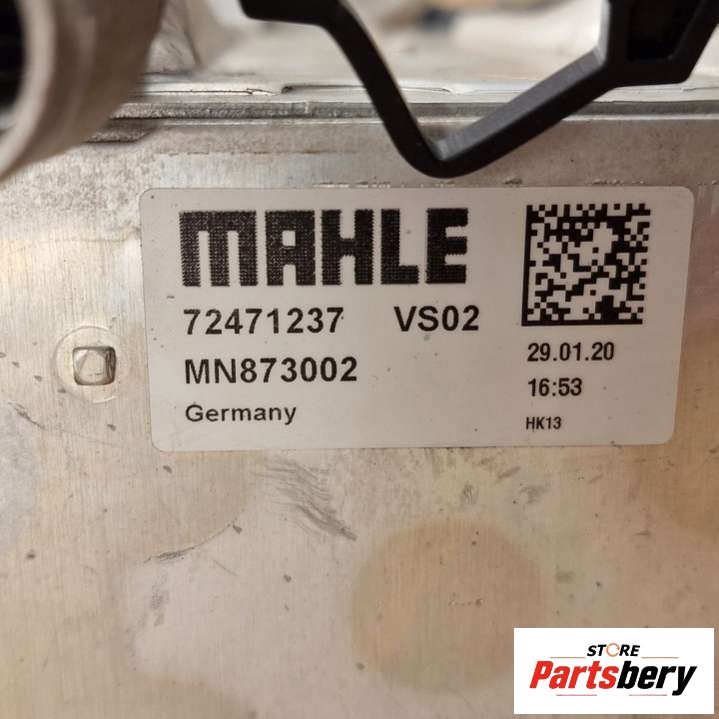 MAHLE
72471237 VS02
MN873002
Germany
29.01.20
16:53
HK13
STORE
Partsbery